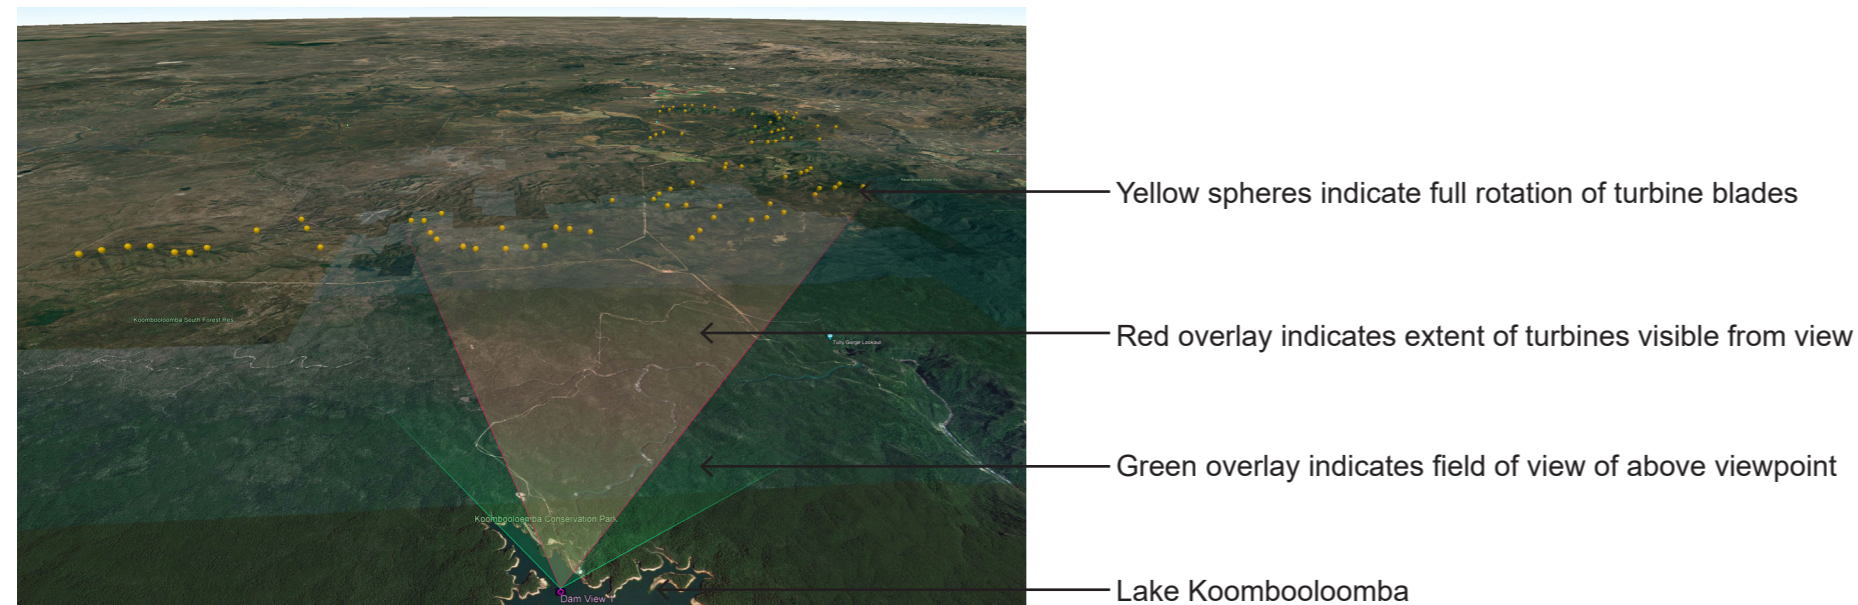 Yellow spheres indicate full rotation of turbine blades
Koombooloomba South Forest Res
Red overlay indicates extent of turbines visible from view
Tully Gorge Lookout
Green overlay indicates field of view of above viewpoint
Koombooloomba Conservation Park
Lake Koombooloomba
Dam View 1